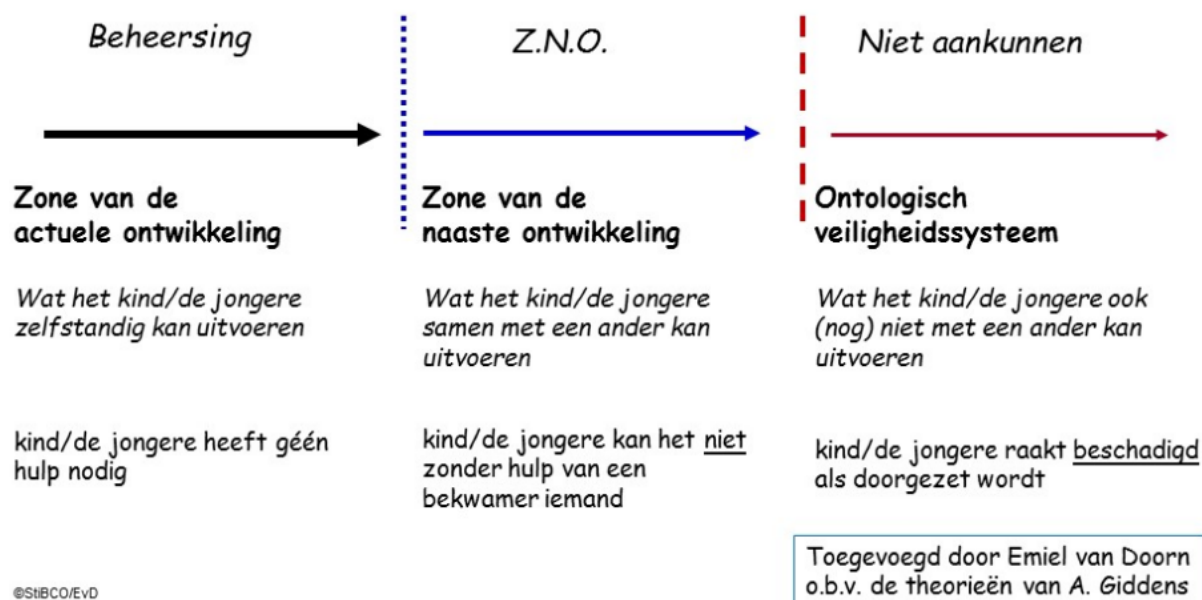 Beheersing
Z.N.O.
Niet aankunnen
Zone van de
actuele ontwikkeling
Wat het kind/de jongere
zelfstandig kan uitvoeren
kind/de jongere heeft géén
hulp nodig
Zone van de
naaste ontwikkeling
Wat het kind/de jongere
samen met een ander kan
uitvoeren
kind/de jongere kan het niet
zonder hulp van een
bekwamer iemand
Ontologisch
veiligheidssysteem
Wat het kind/de jongere ook
(nog) niet met een ander kan
uitvoeren
kind/de jongere raakt beschadigd
als doorgezet wordt
Toegevoegd door Emiel van Doorn
o.b.v. de theorieën van A. Giddens
©StiBCO/EvD